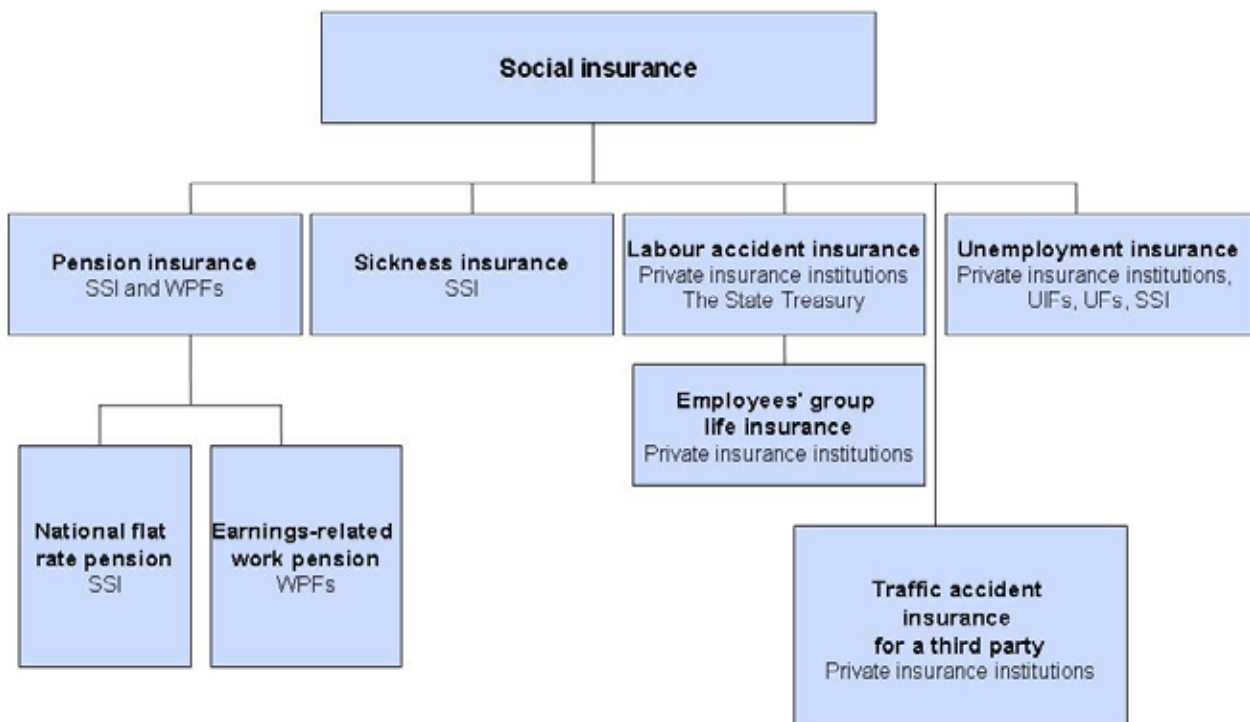 Social insurance
Pension insurance
SSI and WPFs
Sickness insurance
SSI
Labour accident insurance
Private insurance institutions
The State Treasury
Unemployment insurance
Private insurance institutions,
UIFs, UFs, SSI
Employees' group
life insurance
Private insurance institutions
National flat
rate pension
SSI
Earnings-related
work pension
WPFs
Traffic accident
insurance
for a third party
Private insurance institutions